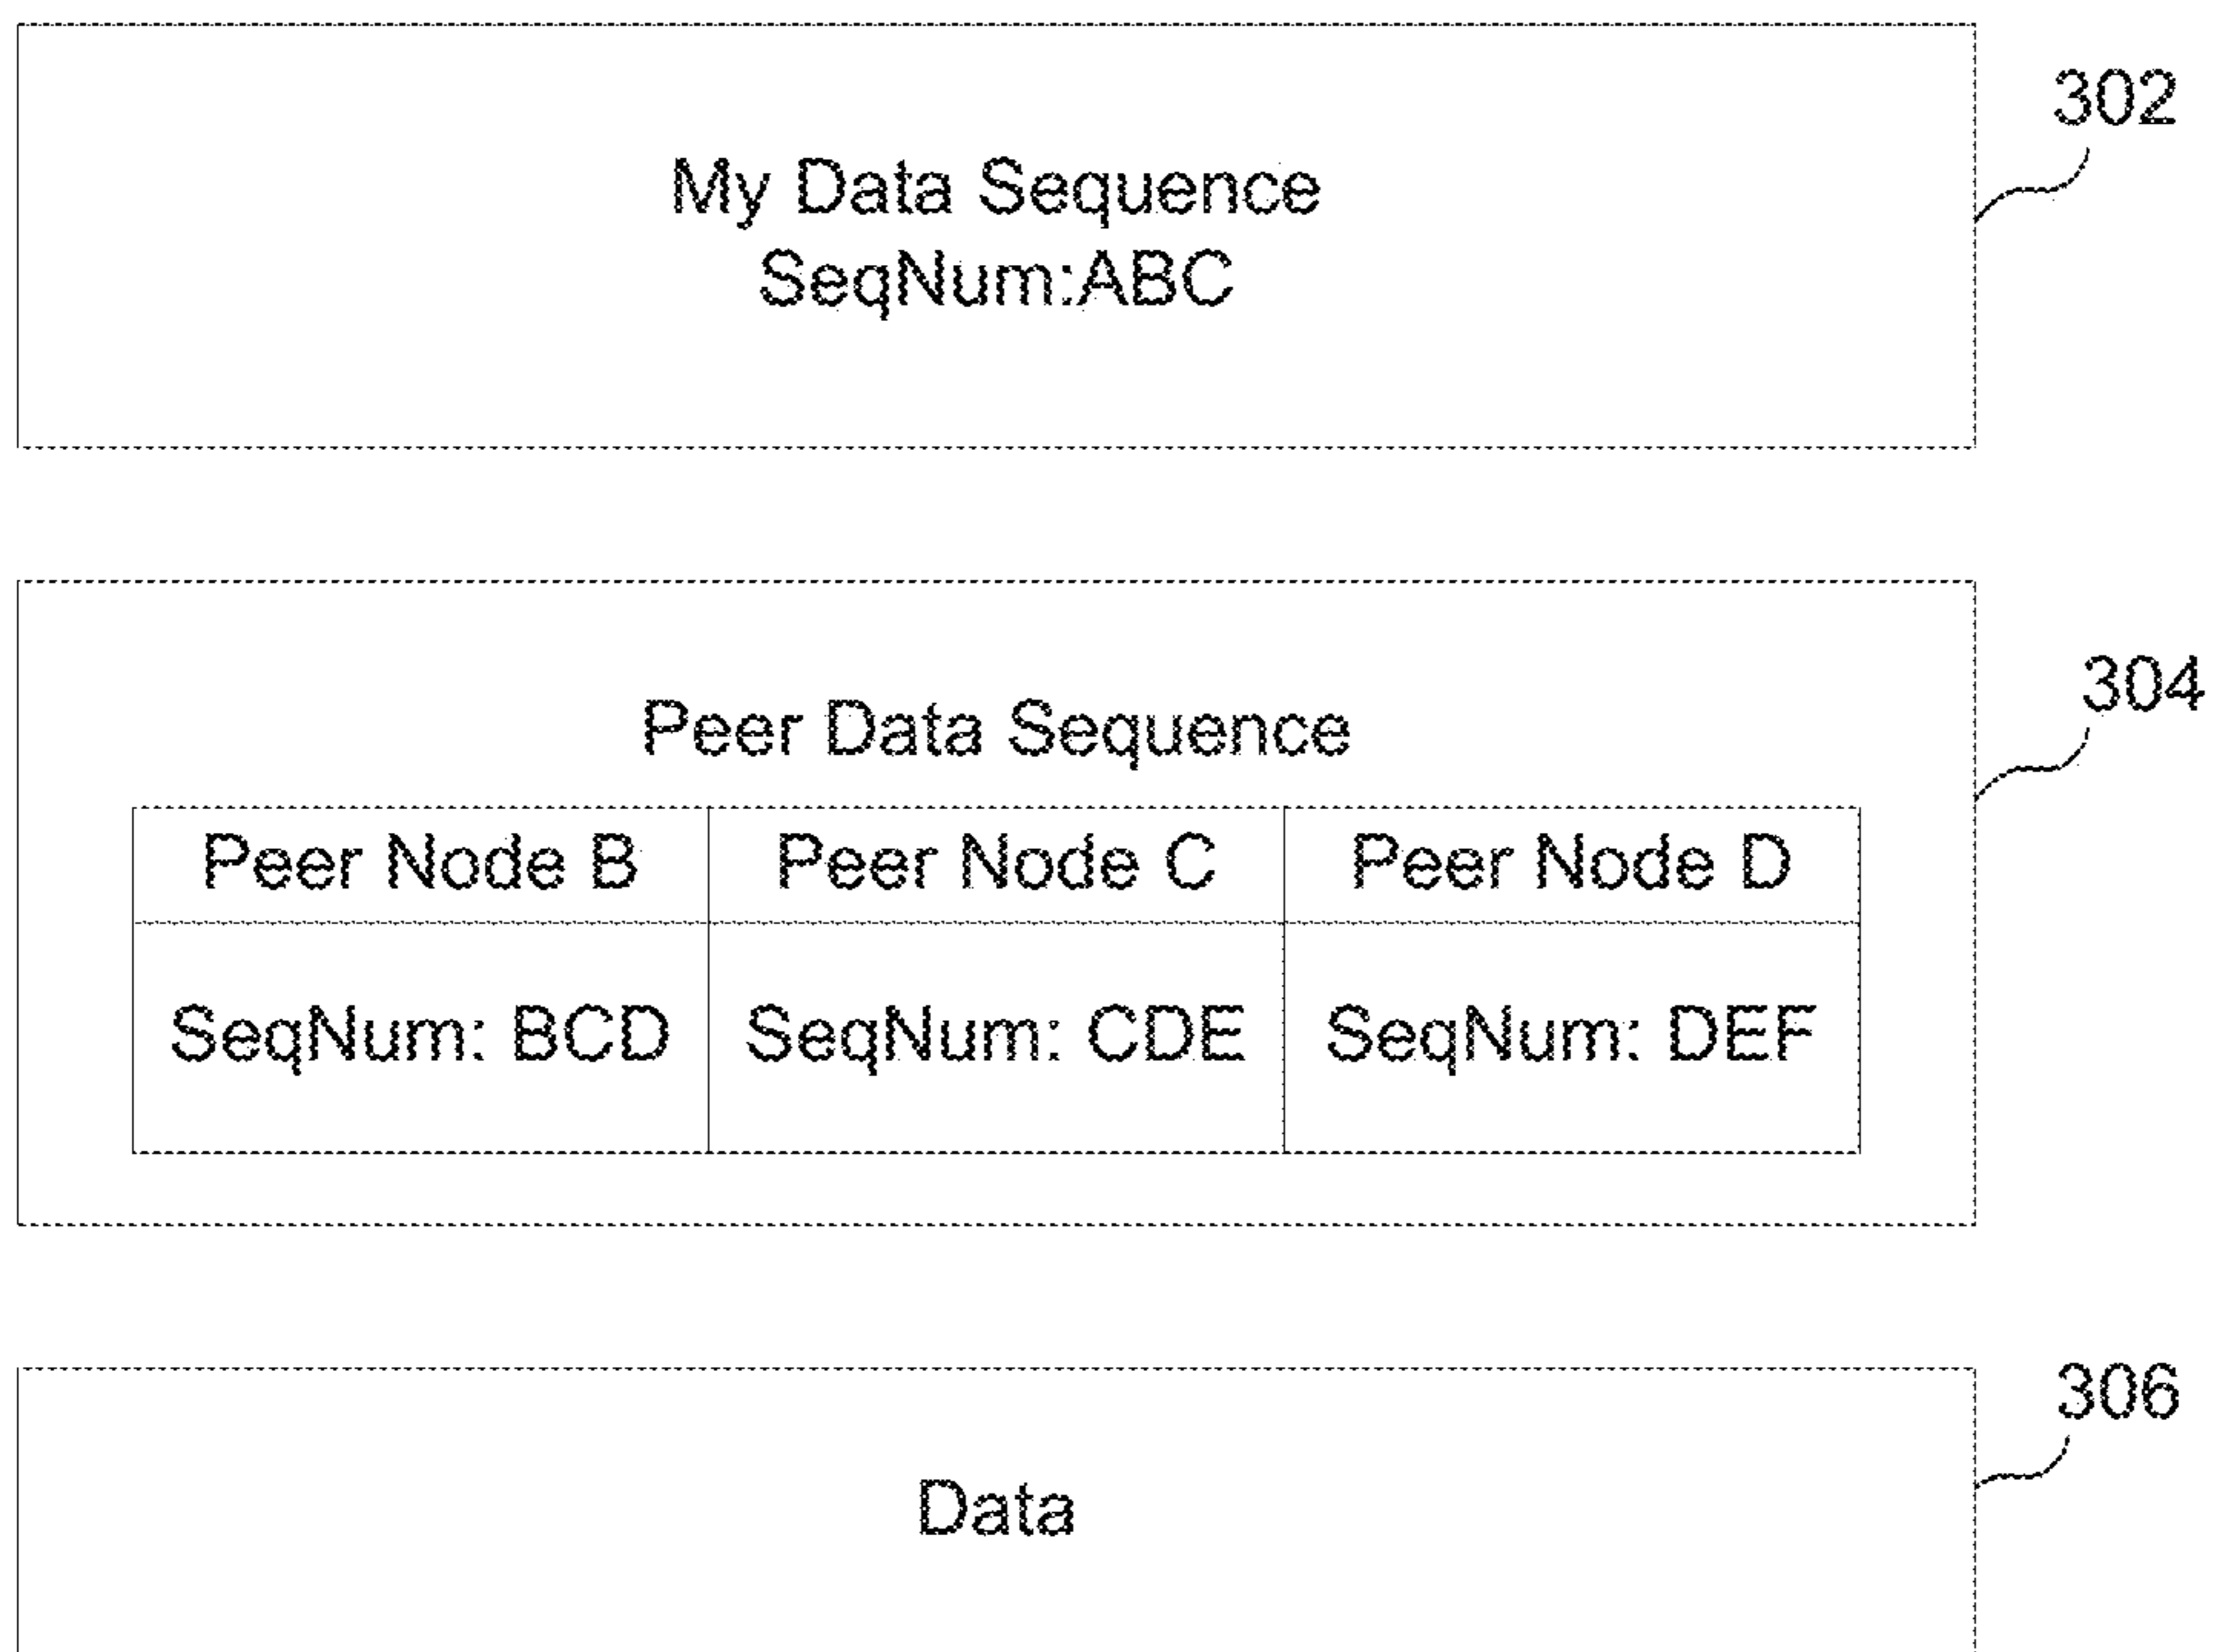 302
My Data Sequence
SeqNum:ABC
304
Peer Data Sequence
Peer Node B Peer Node C Peer Node D
SeqNum: BCD SeqNum: CDE SeqNum: DEF
306
Data